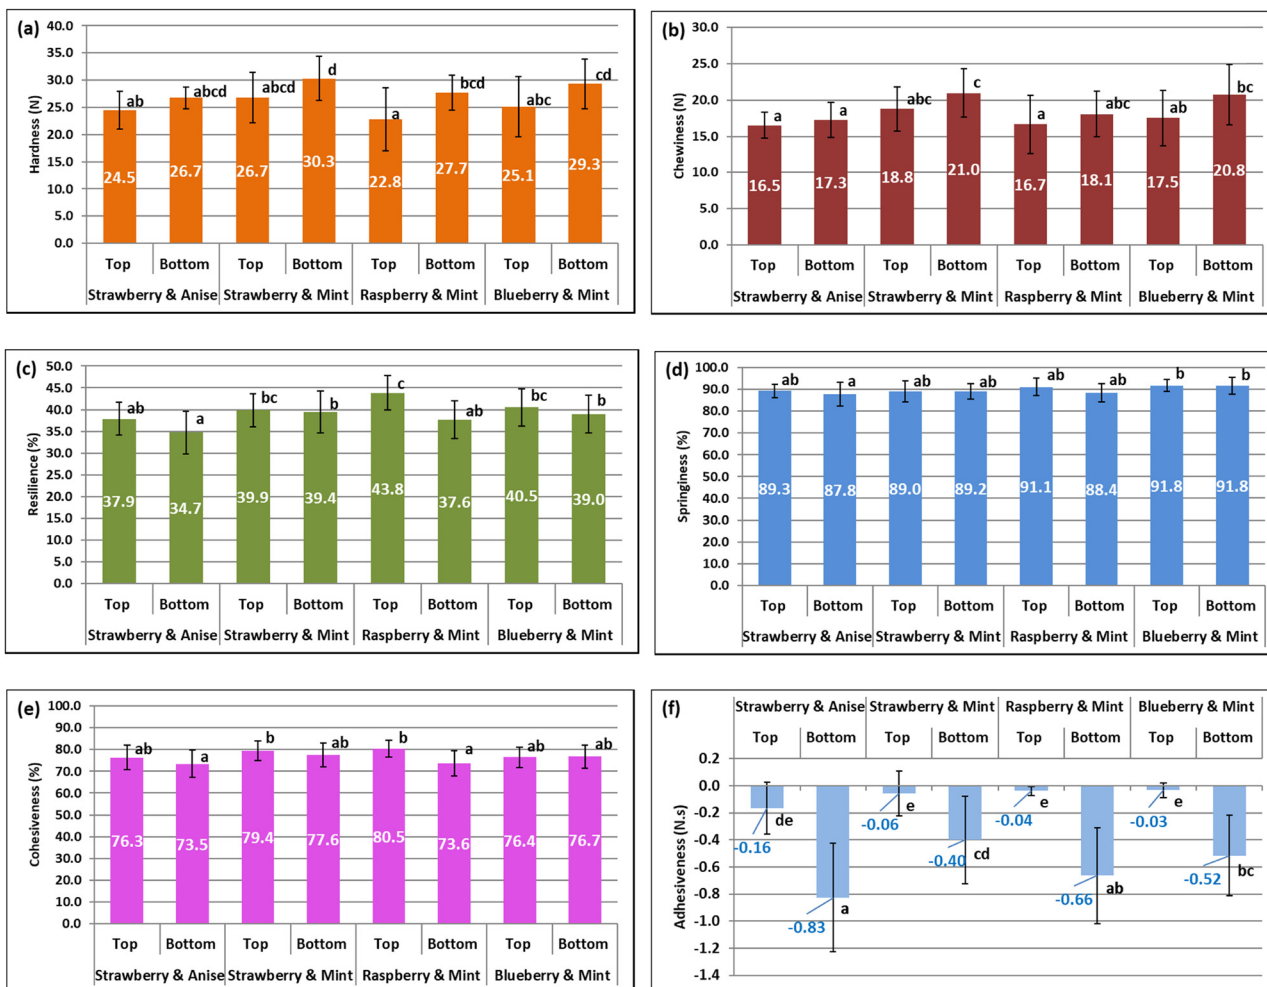 (a)
Hardness (N)
40.0
35.0
30.0
25.0
20.0
15.0
10.0
5.0
0.0
ab
abcd
abcd
d
a
bcd
abc
cd
24.5
26.7
26.7
30.3
22.8
27.7
25.1
29.3
Top Bottom Top Bottom Top Bottom Top Bottom
Strawberry & Anise Strawberry & Mint Raspberry & Mint Blueberry & Mint
(b)
Chewiness (N)
30.0
25.0
20.0
15.0
10.0
5.0
0.0
a
a
abc
c
a
abc
ab
bc
16.5
17.3
18.8
21.0
16.7
18.1
17.5
20.8
Top Bottom Top Bottom Top Bottom Top Bottom
Strawberry & Anise Strawberry & Mint Raspberry & Mint Blueberry & Mint
(c)
Resilience (%)
50.0
45.0
40.0
35.0
30.0
25.0
20.0
15.0
10.0
5.0
0.0
ab
a
bc
b
c
ab
bc
b
37.9
34.7
39.9
39.4
43.8
37.6
40.5
39.0
Top Bottom Top Bottom Top Bottom Top Bottom
Strawberry & Anise Strawberry & Mint Raspberry & Mint Blueberry & Mint
(d)
Springiness (%)
100.0
90.0
80.0
70.0
60.0
50.0
40.0
30.0
20.0
10.0
0.0
ab
a
ab
ab
ab
ab
b
b
89.3
87.8
89.0
89.2
91.1
88.4
91.8
91.8
Top Bottom Top Bottom Top Bottom Top Bottom
Strawberry & Anise Strawberry & Mint Raspberry & Mint Blueberry & Mint
(e)
Cohesiveness (%)
100.0
90.0
80.0
70.0
60.0
50.0
40.0
30.0
20.0
10.0
0.0
ab
a
b
ab
b
a
ab
ab
76.3
73.5
79.4
77.6
80.5
73.6
76.4
76.7
Top Bottom Top Bottom Top Bottom Top Bottom
Strawberry & Anise Strawberry & Mint Raspberry & Mint Blueberry & Mint
(f)
Strawberry & Anise Strawberry & Mint Raspberry & Mint Blueberry & Mint
Top Bottom Top Bottom Top Bottom Top Bottom
Adhesiveness (N.s)
0.2
0.0
-0.2
-0.4
-0.6
-0.8
-1.0
-1.2
-1.4
de
a
e
cd
e
ab
e
bc
-0.16
-0.83
-0.06
-0.40
-0.04
-0.66
-0.03
-0.52